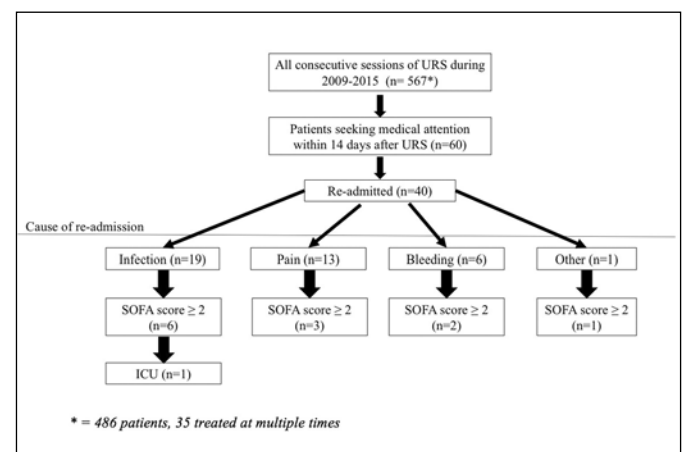 All consecutive sessions of URS during
2009-2015 (n= 567*)
Patients seeking medical attention
within 14 days after URS (n=60)
Re-admitted (n=40)
Cause of re-admission
Infection (n=19)
Pain (n=13)
Bleeding (n=6)
Other (n=1)
SOFA score ≥ 2
(n=6)
SOFA score ≥ 2
(n=3)
SOFA score ≥ 2
(n=2)
SOFA score ≥ 2
(n=1)
ICU (n=1)
* = 486 patients, 35 treated at multiple times